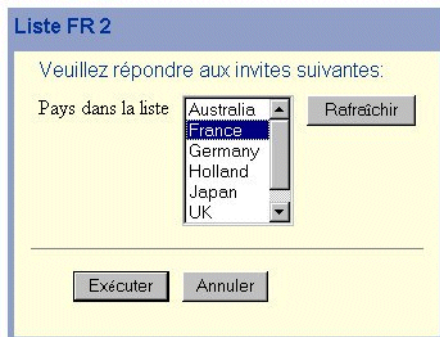 Liste FR 2
Veuillez répondre aux invites suivantes:
Pays dans la liste
Australia
France
Germany
Holland
Japan
UK
Rafraîchir
Exécuter
Annuler